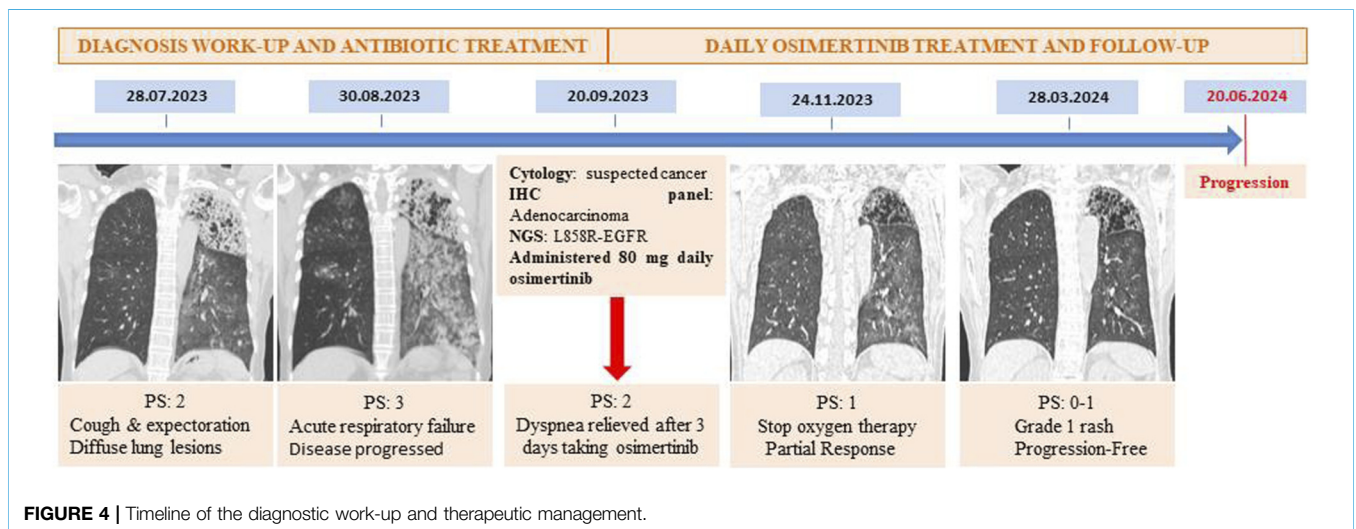 DIAGNOSIS WORK-UP AND ANTIBIOTIC TREATMENT
DAILY OSIMERTINIB TREATMENT AND FOLLOW-UP
28.07.2023
30.08.2023
20.09.2023
24.11.2023
28.03.2024
20.06.2024
Cytology: suspected cancer
IHC panel:
Adenocarcinoma
NGS: L858R-EGFR
Administered 80 mg daily
osimertinib
Progression
PS: 2
Cough & expectoration
Diffuse lung lesions
PS: 3
Acute respiratory failure
Disease progressed
PS: 2
Dyspnea relieved after 3
days taking osimertinib
PS: 1
Stop oxygen therapy
Partial Response
PS: 0-1
Grade 1 rash
Progression-Free
FIGURE 4 | Timeline of the diagnostic work-up and therapeutic management.